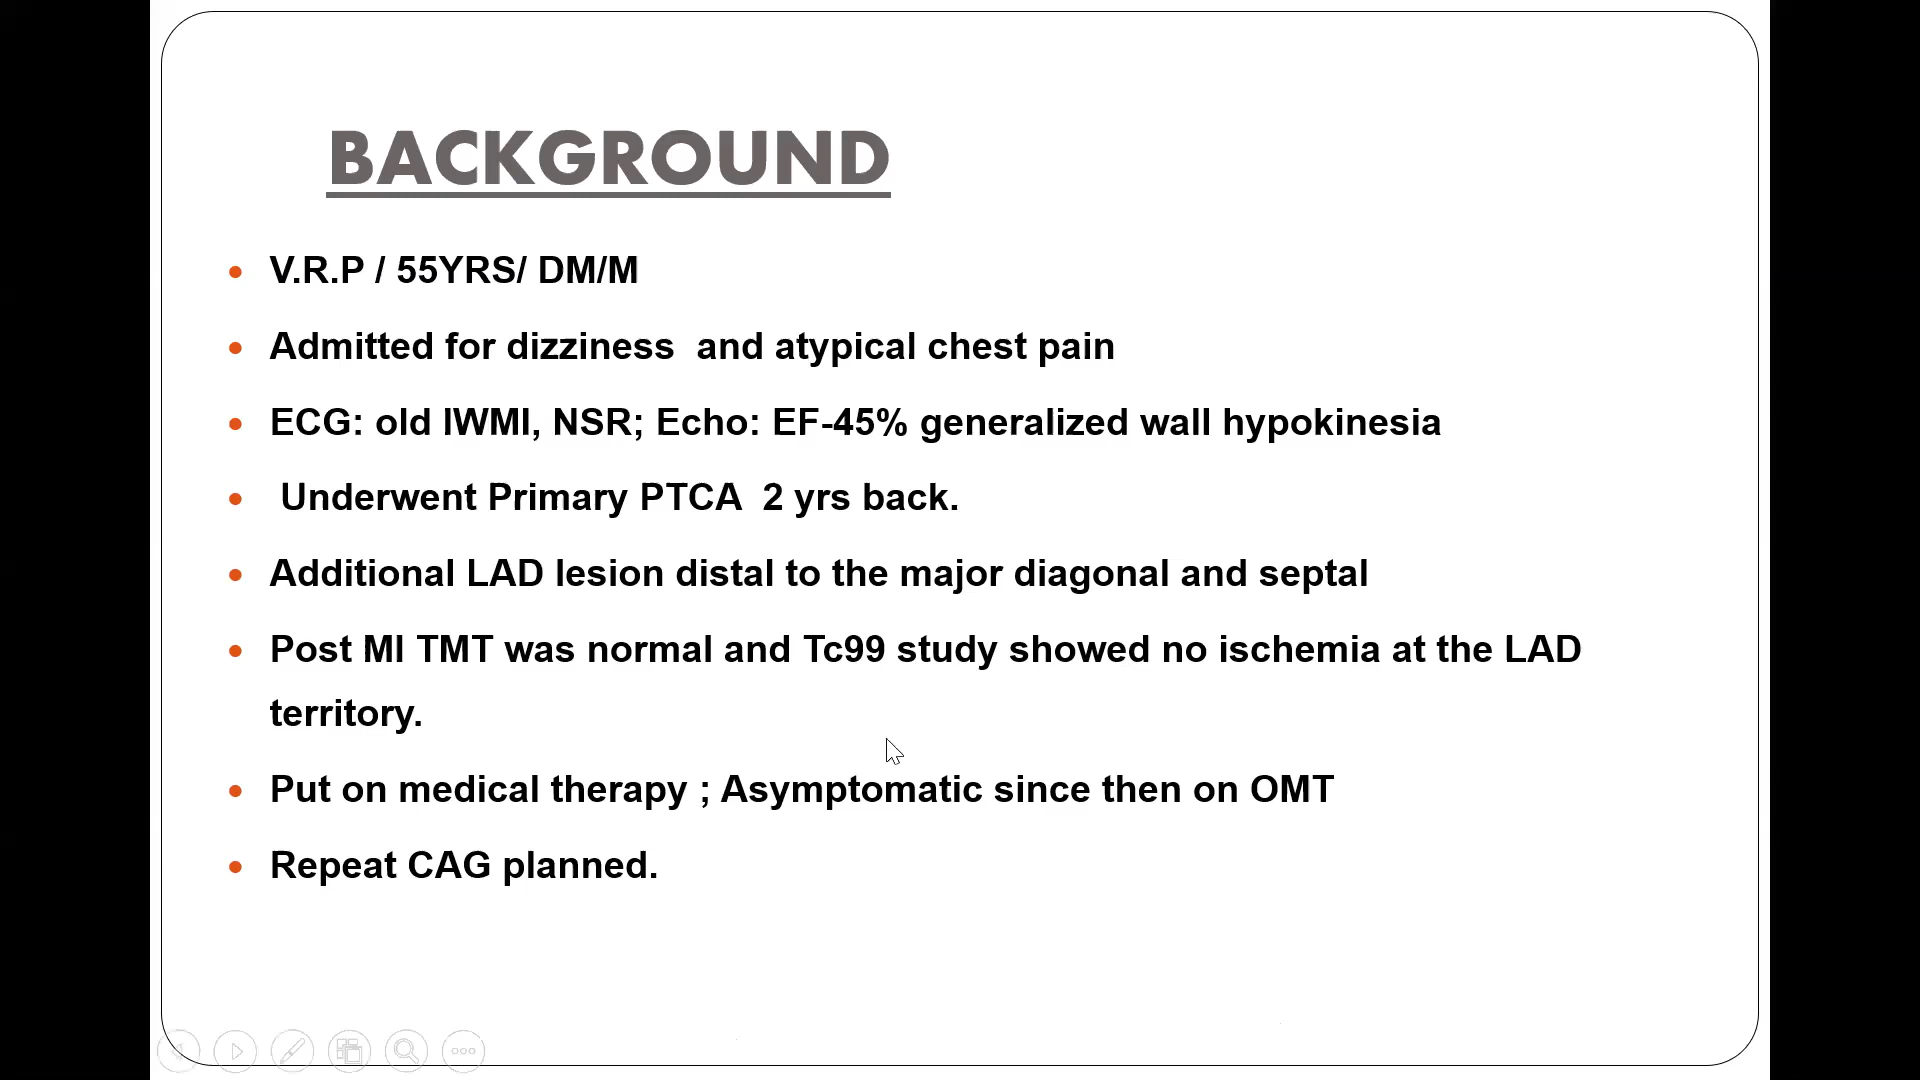 BACKGROUND
V.R.P / 55YRS/ DM/M
Admitted for dizziness  and atypical chest pain
ECG: old IWMI, NSR; Echo: EF-45% generalized wall hypokinesia
Underwent Primary PTCA  2 yrs back.
Additional LAD lesion distal to the major diagonal and septal
Post MI TMT was normal and Tc99 study showed no ischemia at the LAD
territory.
Put on medical therapy ; Asymptomatic since then on OMT
Repeat CAG planned.